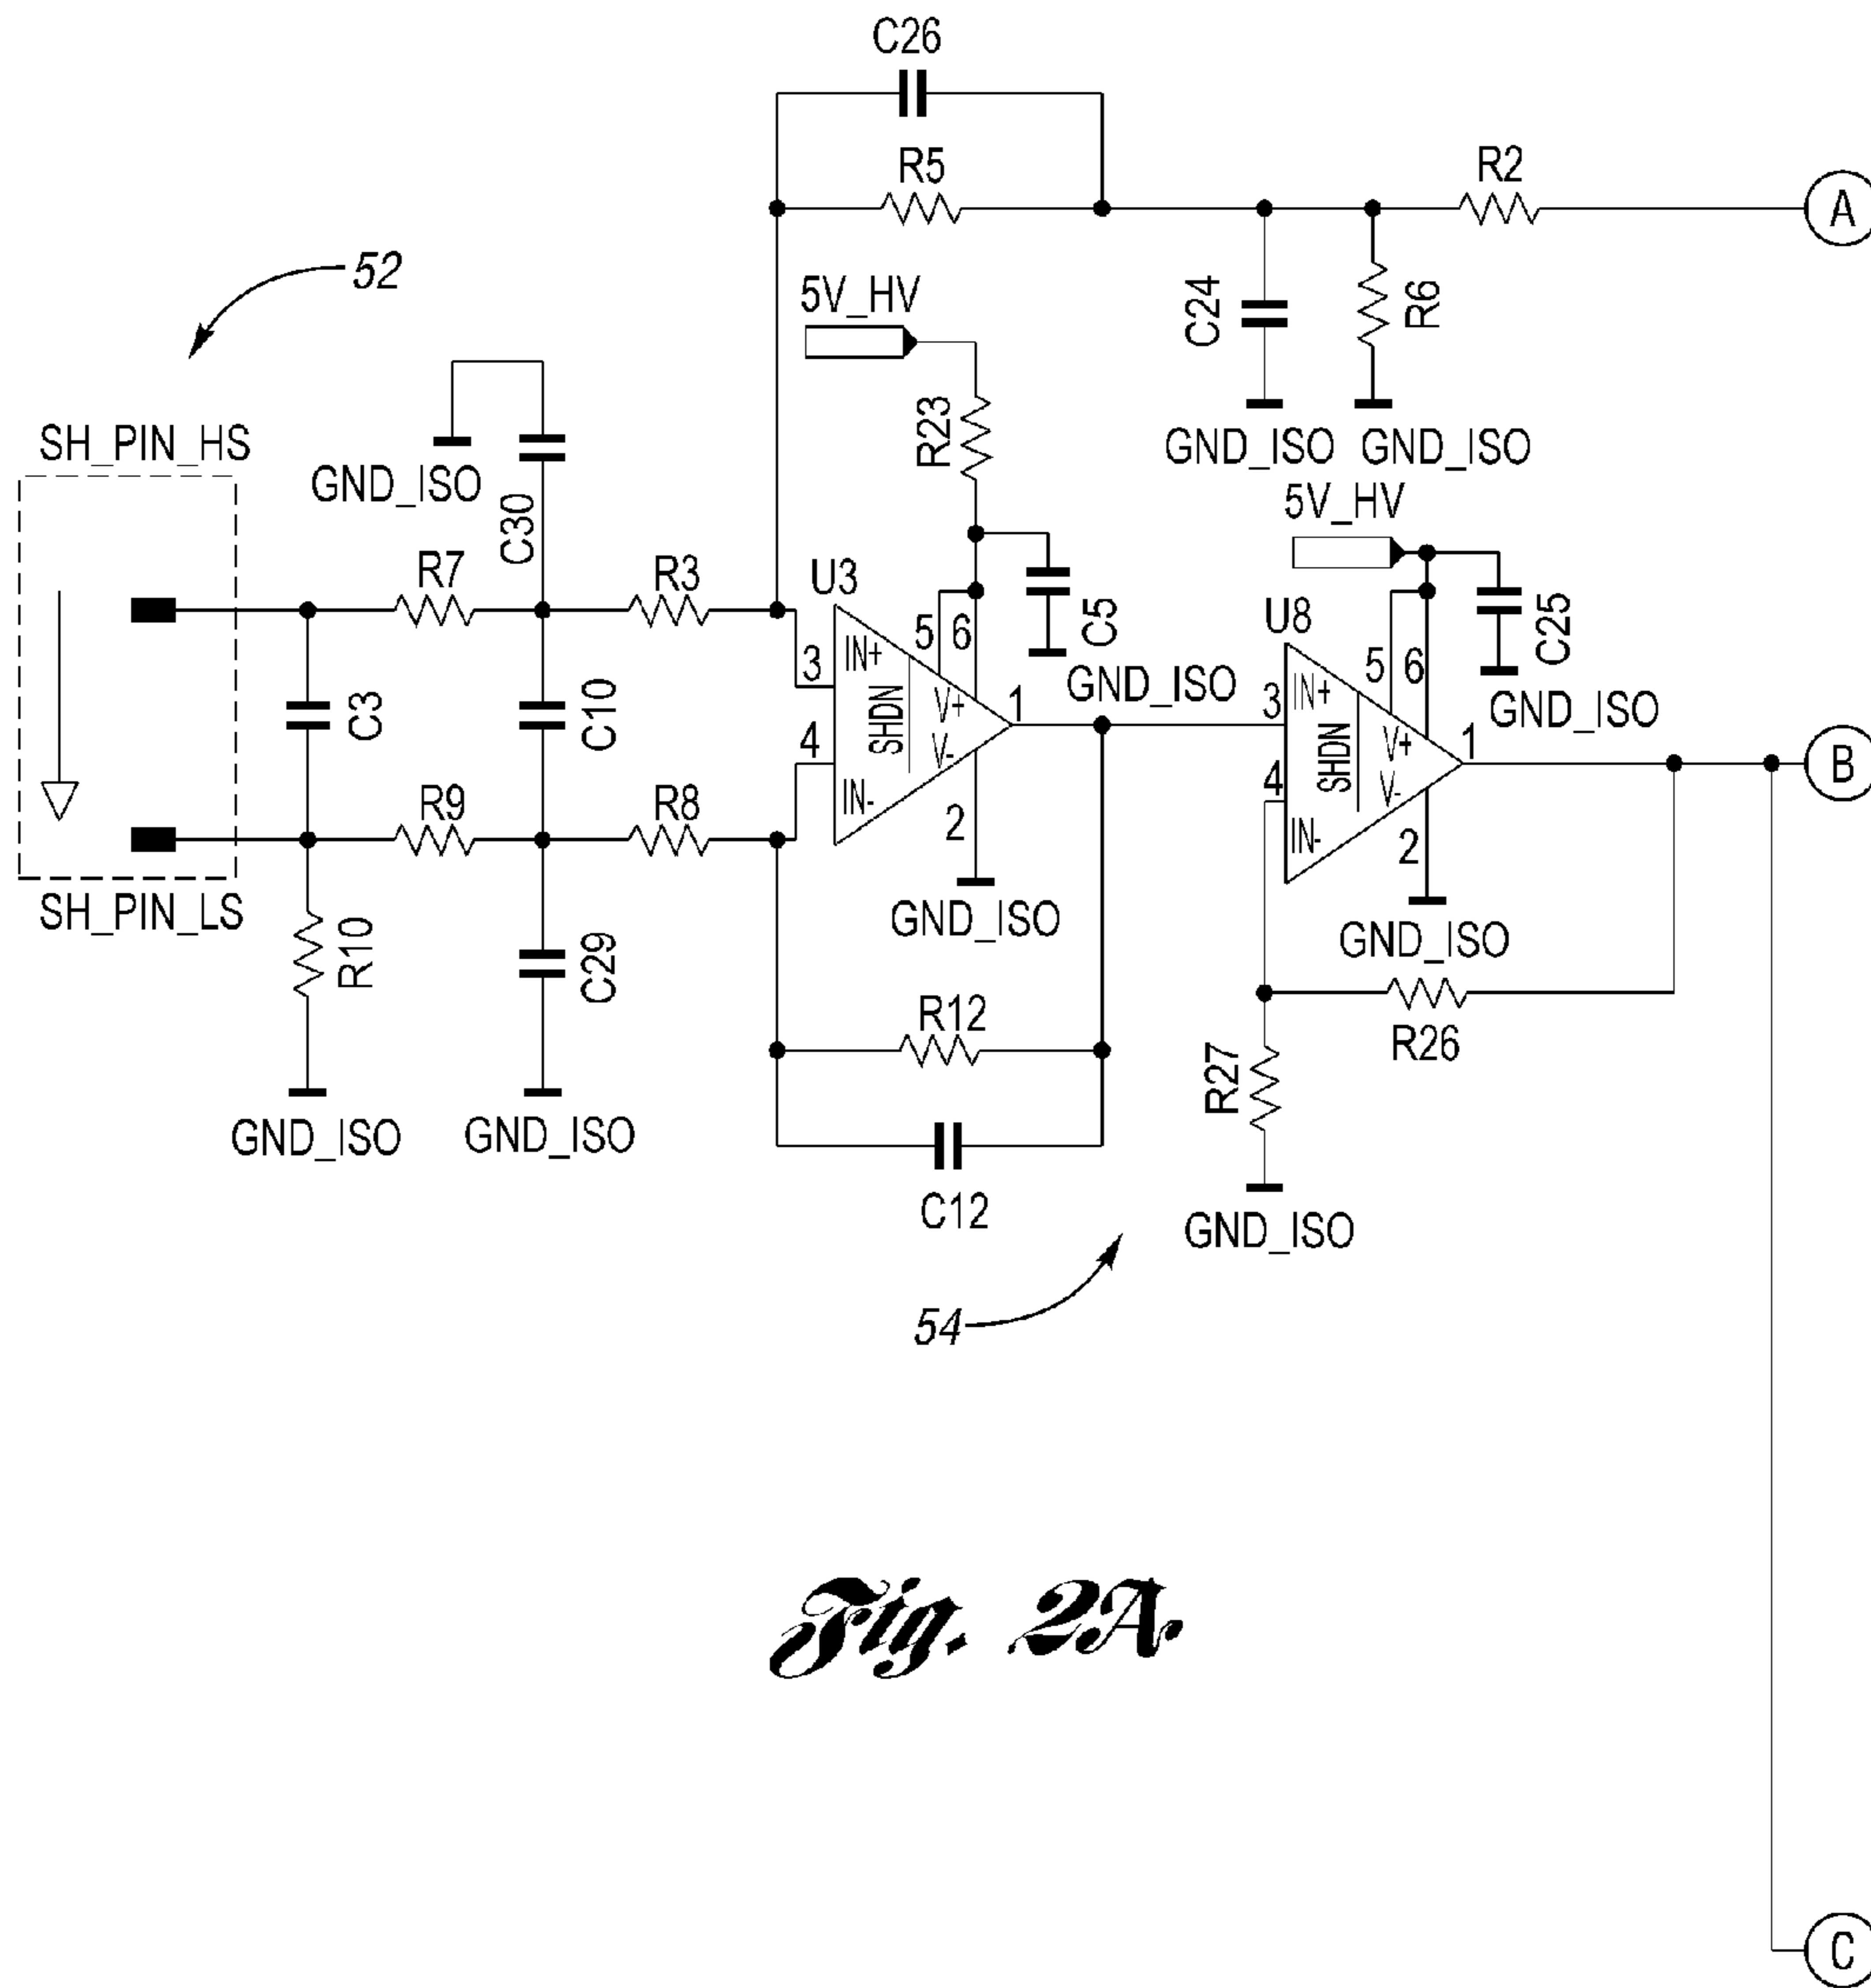 C26
R5
R2
A
52
5V_HV
C24
R6
R23
SH_PIN_HS
GND_ISO
GND_ISO
GND_ISO
5V_HV
C30
R7
R3
U3
C5
C25
U8
5
6
3
IN+
GND_ISO
5
6
C3
C10
SHDN
V+
V-
1
3
IN+
GND_ISO
4
SHDN
V+
V-
1
B
R9
R8
IN-
2
4
IN-
2
SH_PIN_LS
GND_ISO
GND_ISO
R10
C29
R12
R26
R27
GND_ISO
GND_ISO
C12
GND_ISO
54
Fig. 2A.
C